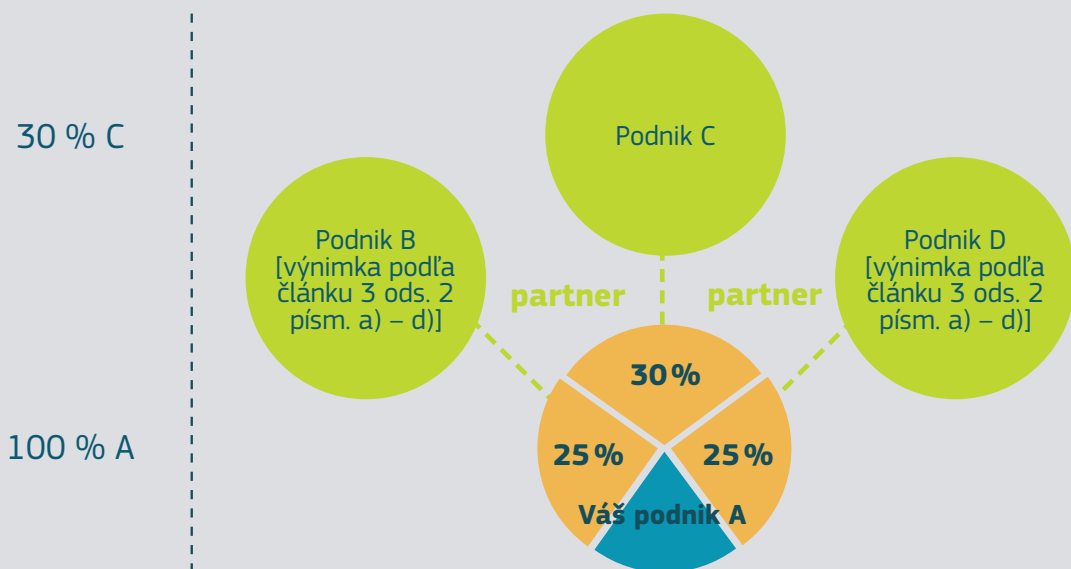 30 % C
Podnik C
Podnik B
[výnimka podľa
článku 3 ods. 2
písm. a) – d)]
Podnik D
[výnimka podľa
článku 3 ods. 2
písm. a) – d)]
partner
partner
30 %
100 % A
25 %
25 %
Váš podnik A